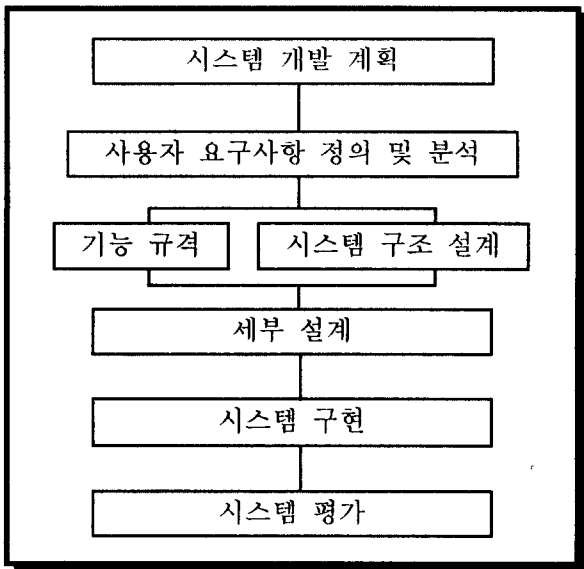 시스템 개발 계획
사용자 요구사항 정의 및 분석
기능 규격
시스템 구조 설계
세부 설계
시스템 구현
시스템 평가